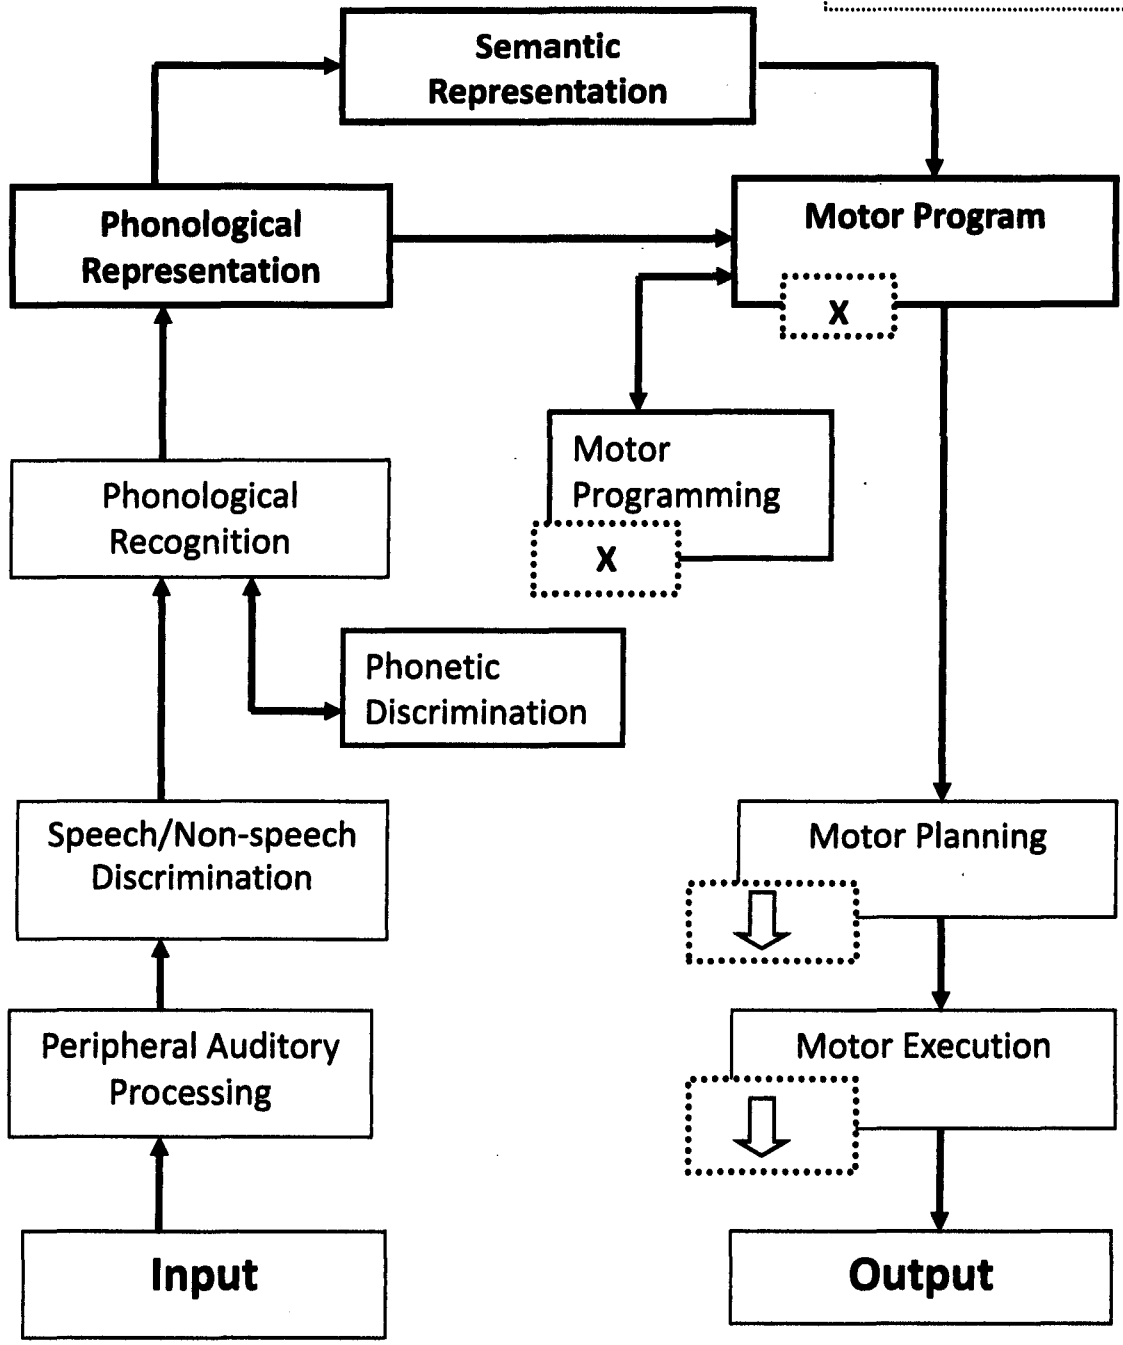 Semantic
Representation
Phonological
Representation
Motor Program
X
Motor
Programming
X
Phonological
Recognition
Phonetic
Discrimination
Speech/Non-speech
Discrimination
Motor Planning
Peripheral Auditory
Processing
Motor Execution
Input
Output